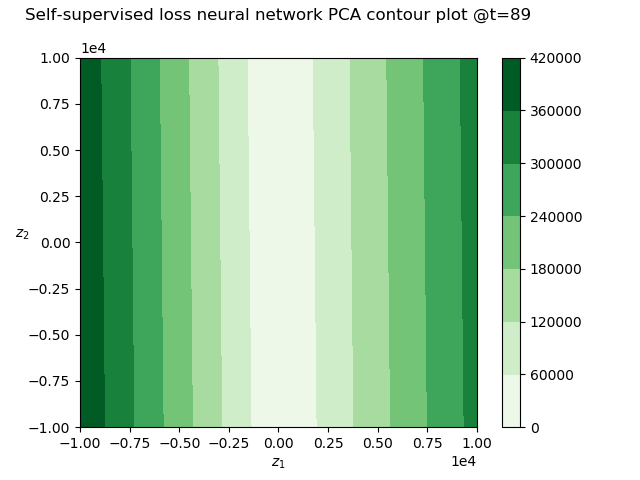 Self-supervised loss neural network PCA contour plot @t=89
1e4
1.00
0.75
0.50
0.25
0.00
−0.25
−0.50
−0.75
−1.00
z2
−1.00 −0.75 −0.50 −0.25 0.00 0.25 0.50 0.75 1.00
z1
1e4
420000
360000
300000
240000
180000
120000
60000
0